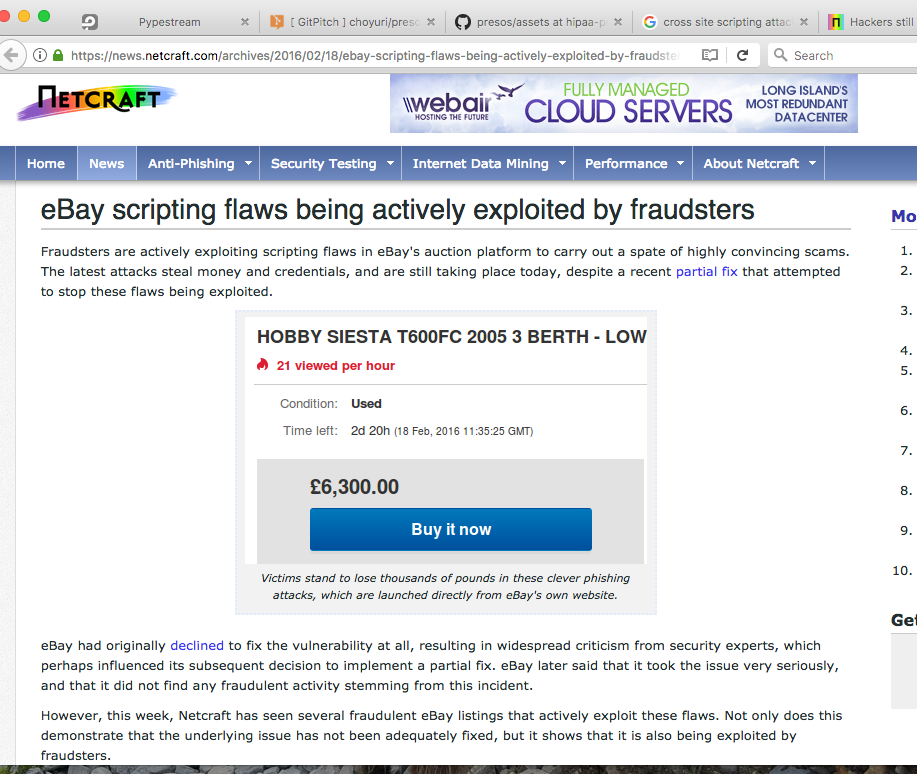 Pypestream
[ GitPitch ] choyuri/presc
presos/assets at hipaa-p
cross site scripting attac
Hackers still
https://news.netcraft.com/archives/2016/02/18/ebay-scripting-flaws-being-actively-exploited-by-fraudste
Search
NETCRAFT
webair
HOSTING THE FUTURE
FULLY MANAGED
CLOUD SERVERS
LONG ISLAND'S
MOST REDUNDANT
DATACENTER
Home
News
Anti-Phishing
Security Testing
Internet Data Mining
Performance
About Netcraft
eBay scripting flaws being actively exploited by fraudsters
Fraudsters are actively exploiting scripting flaws in eBay's auction platform to carry out a spate of highly convincing scams.
The latest attacks steal money and credentials, and are still taking place today, despite a recent partial fix that attempted
to stop these flaws being exploited.
HOBBY SIESTA T600FC 2005 3 BERTH - LOW
21 viewed per hour
Condition: Used
Time left: 2d 20h (18 Feb, 2016 11:35:25 GMT)
£6,300.00
Buy it now
Victims stand to lose thousands of pounds in these clever phishing
attacks, which are launched directly from eBay's own website.
eBay had originally declined to fix the vulnerability at all, resulting in widespread criticism from security experts, which
perhaps influenced its subsequent decision to implement a partial fix. eBay later said that it took the issue very seriously,
and that it did not find any fraudulent activity stemming from this incident.
However, this week, Netcraft has seen several fraudulent eBay listings that actively exploit these flaws. Not only does this
demonstrate that the underlying issue has not been adequately fixed, but it shows that it is also being exploited by
fraudsters.
Mo
1.
2.
3.
4.
5.
6.
7.
8.
9.
10.
Get